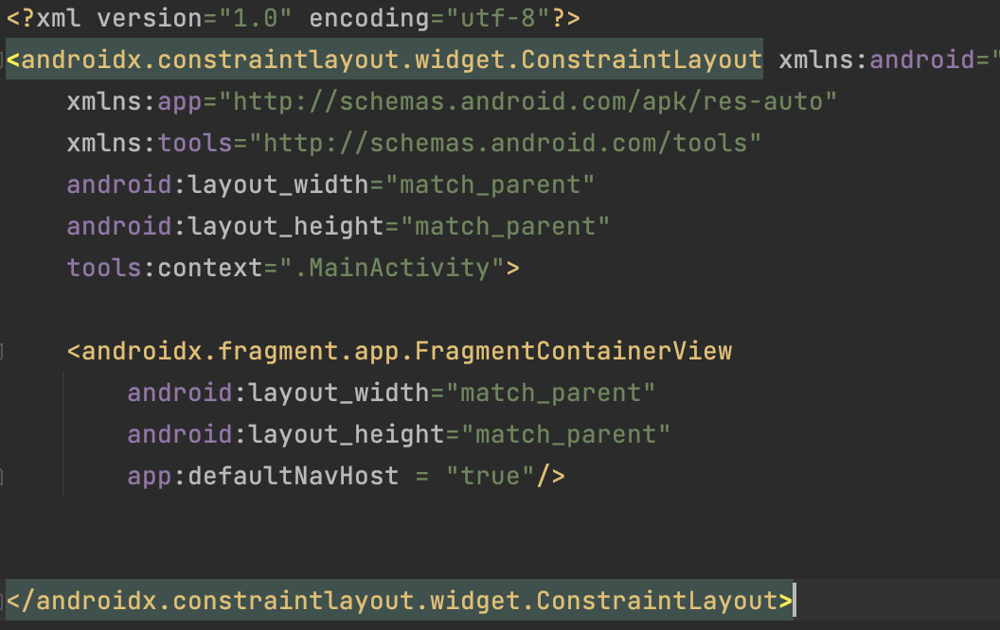 <?xml version="1.0" encoding="utf-8"?>
<androidx.constraintlayout.widget.ConstraintLayout xmlns:android="
xmlns:app="http://schemas.android.com/apk/res-auto"
xmlns:tools="http://schemas.android.com/tools"
android:layout_width="match_parent"
android:layout_height="match_parent"
tools:context=".MainActivity">
<androidx.fragment.app.FragmentContainerView
android:layout_width="match_parent"
android:layout_height="match_parent"
app:defaultNavHost = "true"/>
</androidx.constraintlayout.widget.ConstraintLayout>